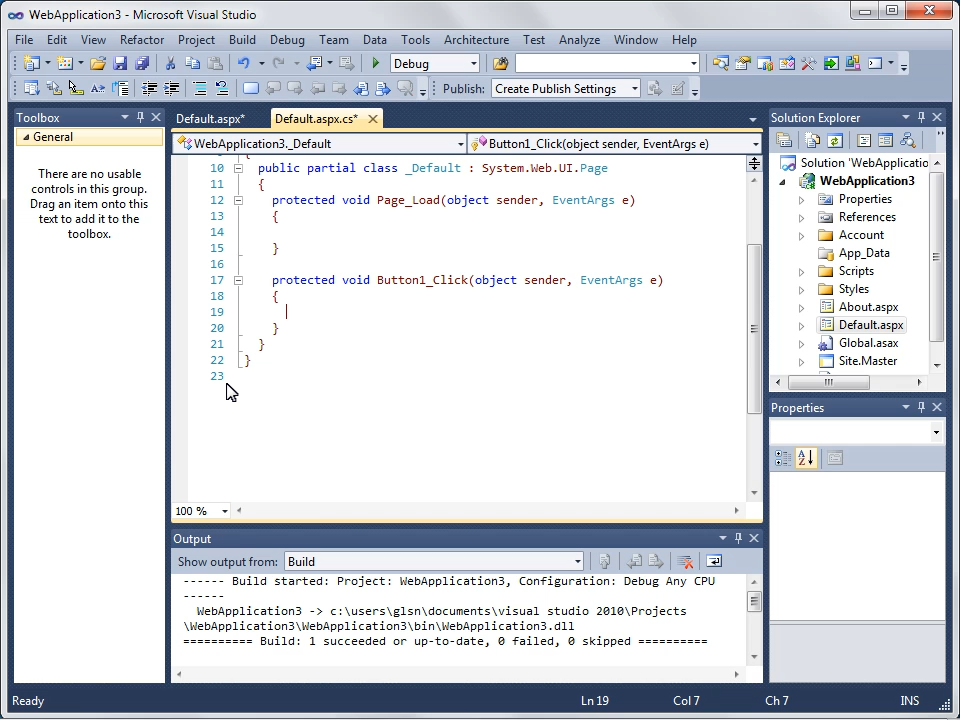 WebApplication3 - Microsoft Visual Studio
File Edit View Refactor Project Build Debug Team Data Tools Architecture Test Analyze Window Help
Debug
Publish: Create Publish Settings
Toolbox
General
There are no usable
controls in this group.
Drag an item onto this
text to add it to the
toolbox.
Default.aspx* Default.aspx.cs*
WebApplication3._Default Button1_Click(object sender, EventArgs e)
10 public partial class _Default : System.Web.UI.Page
11 {
12 protected void Page_Load(object sender, EventArgs e)
13 {
14
15 }
16
17 protected void Button1_Click(object sender, EventArgs e)
18 {
19
20 }
21 }
22 }
23
100 %
Output
Show output from: Build
------ Build started: Project: WebApplication3, Configuration: Debug Any CPU
------
WebApplication3 -> c:\users\glsn\documents\visual studio 2010\Projects
\WebApplication3\WebApplication3\bin\WebApplication3.dll
========== Build: 1 succeeded or up-to-date, 0 failed, 0 skipped ==========
Solution Explorer
Solution 'WebApplicatio
WebApplication3
Properties
References
Account
App_Data
Scripts
Styles
About.aspx
Default.aspx
Global.asax
Site.Master
Properties
Ready Ln 19 Col 7 Ch 7 INS